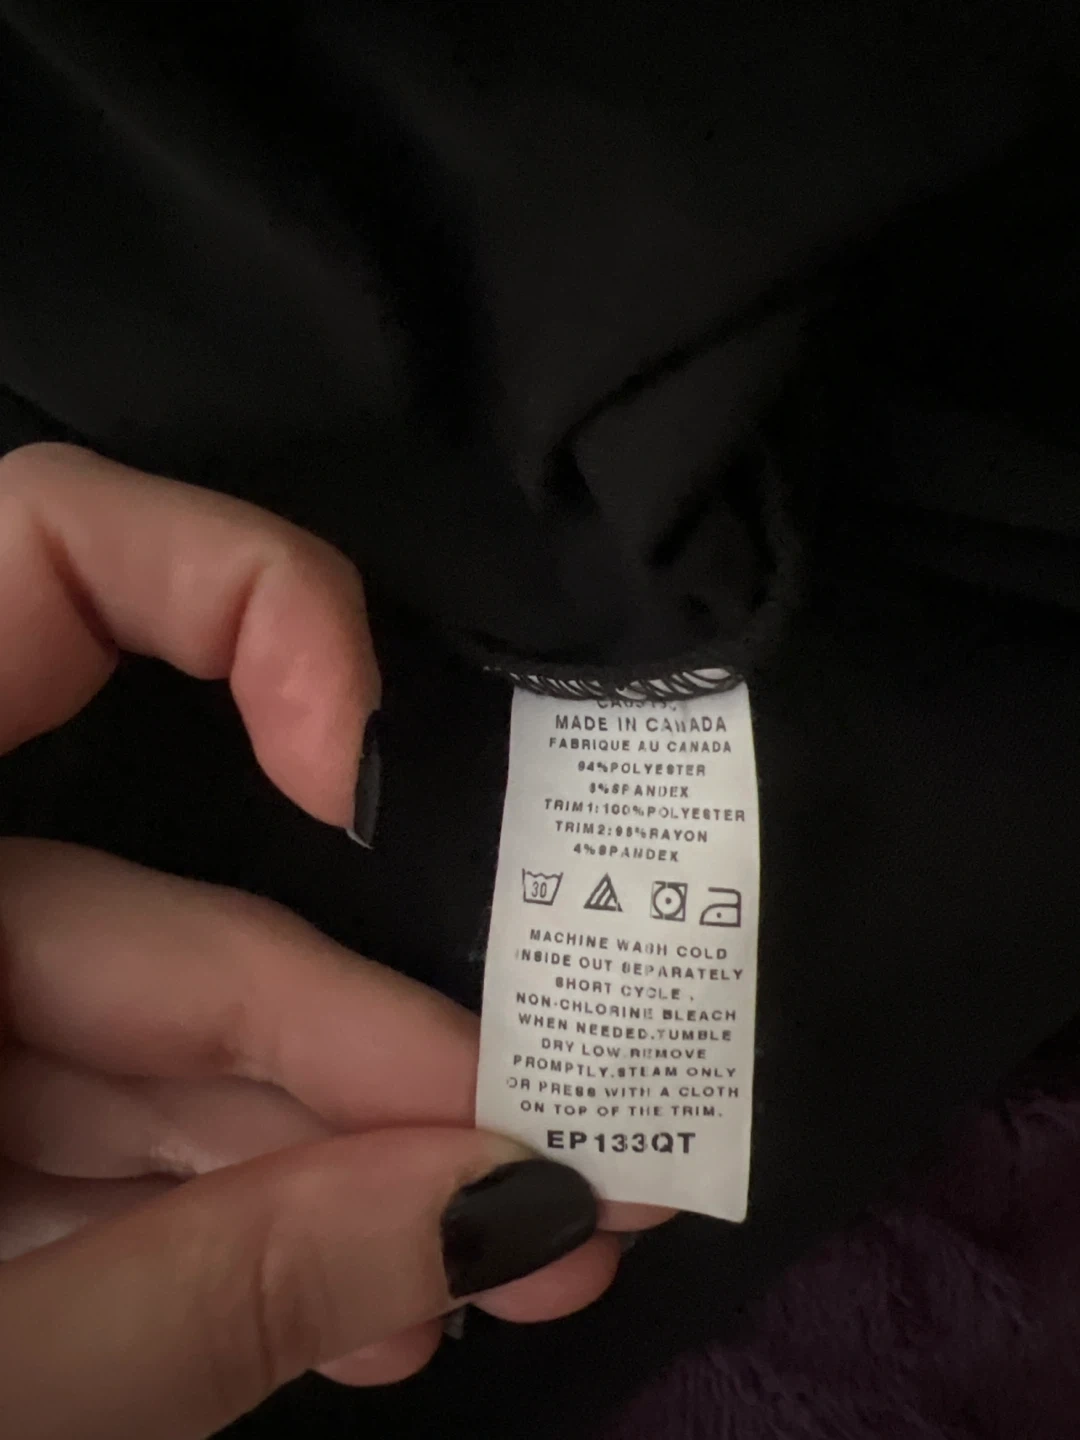 MADE IN CANADA
FABRIQUE AU CANADA
94%POLYESTER
SPANDEX
TRIM1:100%POLYESTER
TRIM2:96%RAYON
4%SPANDEX
30
MACHINE WASH COLD
INSIDE OUT SEPARATELY
SHORT CYCLE.
NON-CHLORINE BLEACH
WHEN NEEDED.TUMBLE
DRY LOW.REMOVE
PROMPTLY.STEAM ONLY
OR PRESS WITH A CLOTH
ON TOP OF THE TRIM.
EP133QT